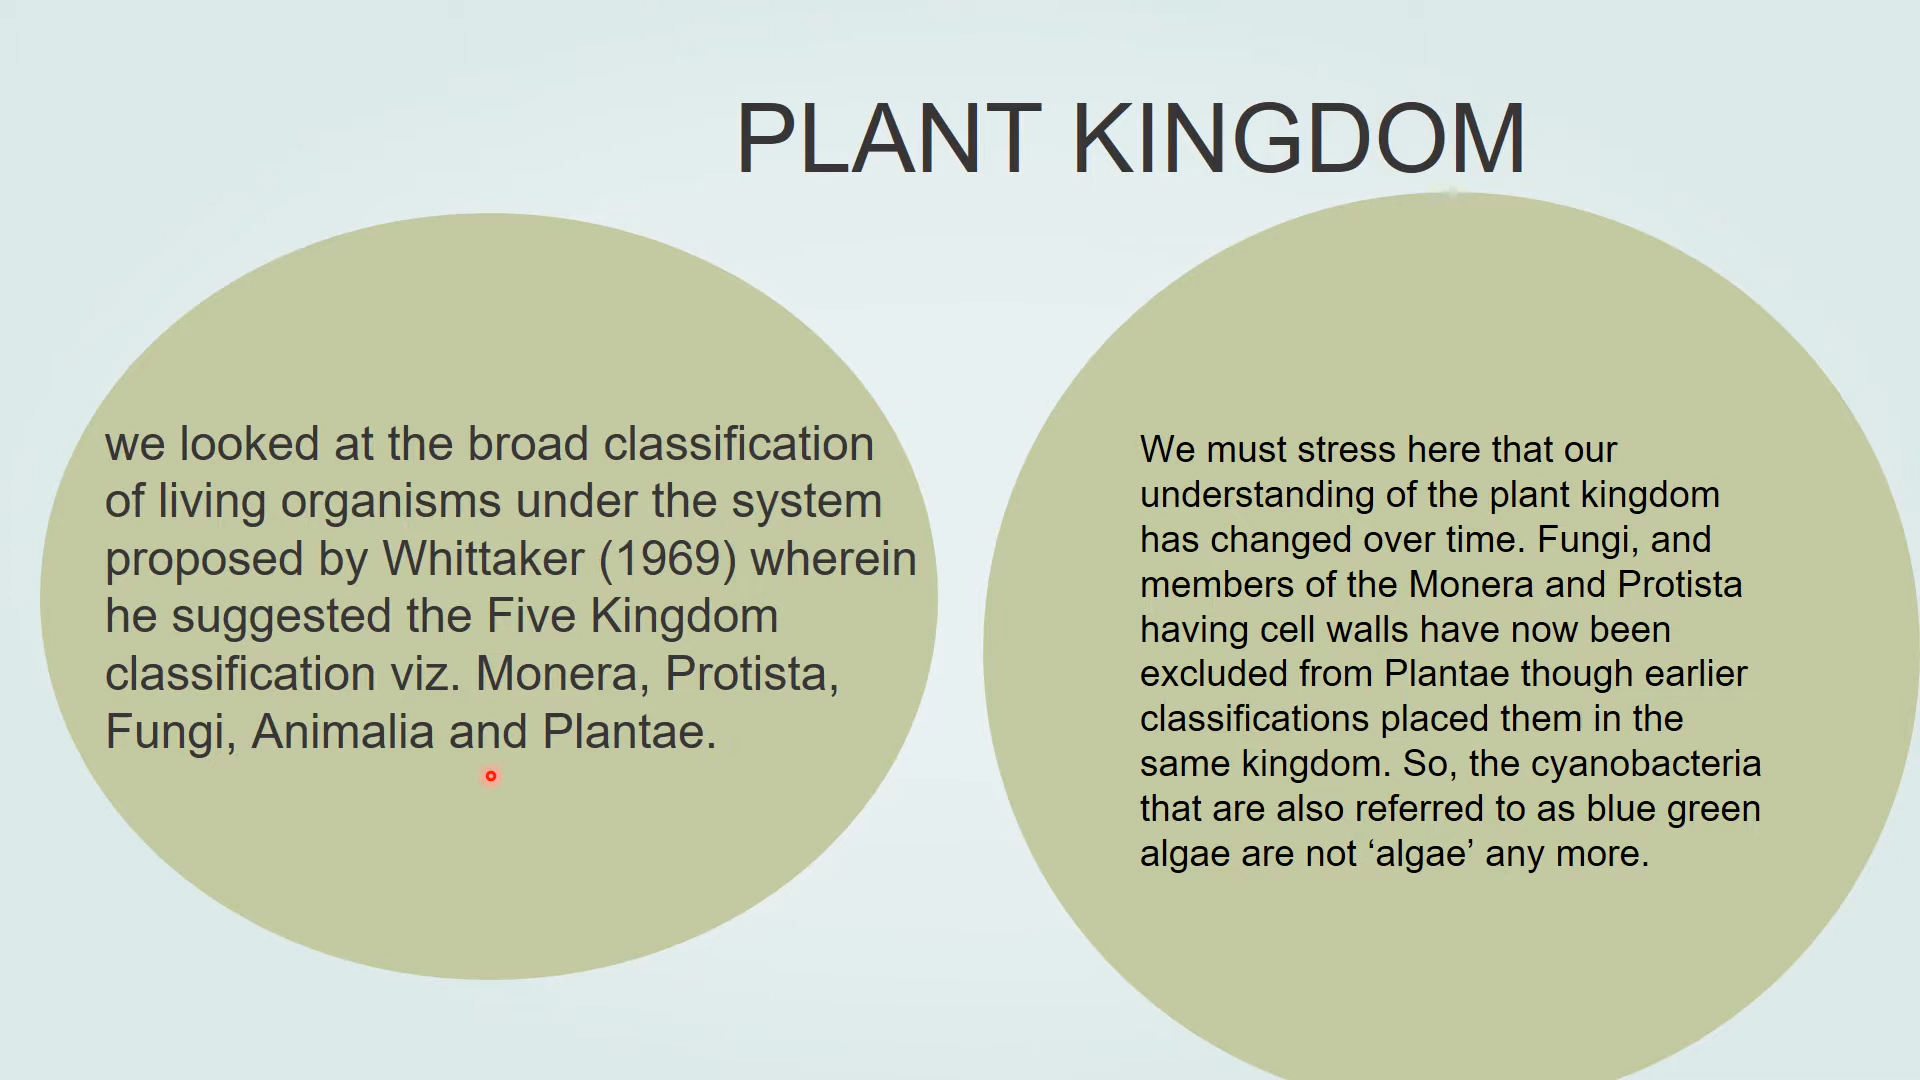 PLANT KINGDOM
we looked at the broad classification
of living organisms under the system
proposed by Whittaker (1969) wherein
he suggested the Five Kingdom
classification viz. Monera, Protista,
Fungi, Animalia and Plantae.
We must stress here that our
understanding of the plant kingdom
has changed over time. Fungi, and
members of the Monera and Protista
having cell walls have now been
excluded from Plantae though earlier
classifications placed them in the
same kingdom. So, the cyanobacteria
that are also referred to as blue green
algae are not ‘algae’ any more.